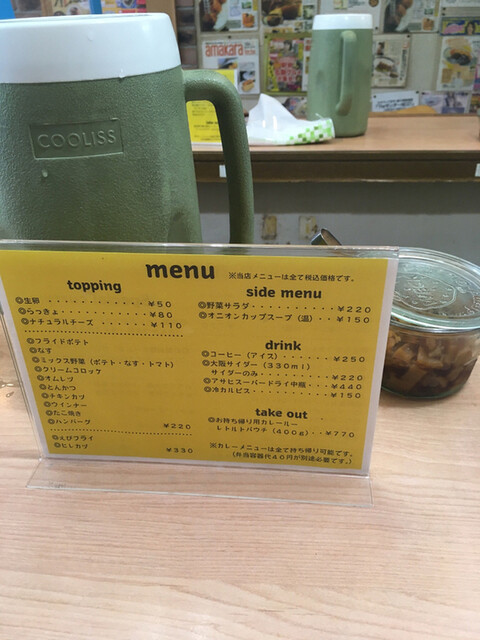 COOLISS
amakara
menu ※当店メニューは全て税込価格です。
topping
◎生卵 ・・・・・・・・・・・・ ¥50
◎らっきょ・・・・・・・・・・・ ¥80
◎ナチュラルチーズ ・・・・・・・ ¥110
◎フライドポテト
◎なす
◎ミックス野菜（ポテト・なす・トマト）
◎クリームコロッケ
◎オムレツ
◎とんかつ
◎チキンカツ
◎ウインナー
◎たこ焼き
◎ハンバーグ ¥220
◎えびフライ
◎ヒレカツ ¥330
side menu
◎野菜サラダ・・・・・・・・・・ ¥220
◎オニオンカップスープ（温）・・ ¥150
drink
◎コーヒー（アイス）・・・・・・ ¥250
◎大阪サイダー（330ml）
サイダーのみ・・・・・・・・ ¥220
◎アサヒスーパードライ中瓶・・・ ¥440
◎冷カルピス・・・・・・・・・・ ¥150
take out
◎お持ち帰り用カレールー
レトルトパウチ（400g）・・ ¥770
※カレーメニューは全て持ち帰り可能です。
（弁当容器代40円が別途必要です。）